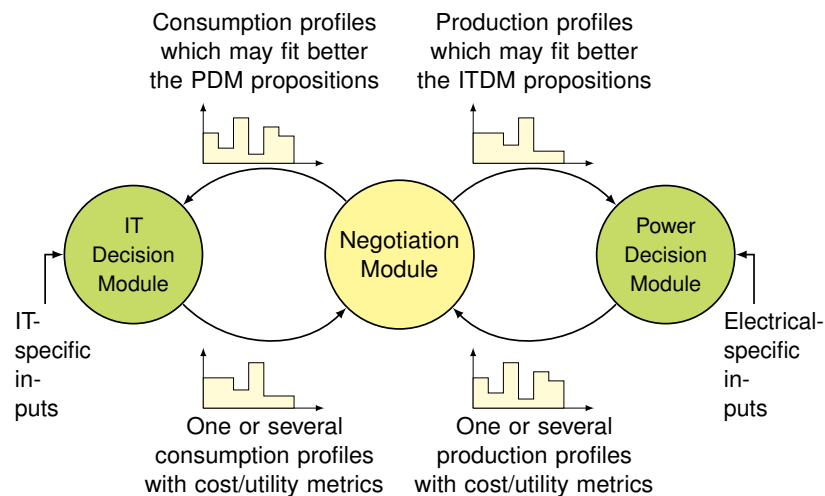 Consumption profiles
which may fit better
the PDM propositions
Production profiles
which may fit better
the ITDM propositions
IT
Decision
Module
Negotiation
Module
Power
Decision
Module
IT-
specific
in-
puts
Electrical-
specific
in-
puts
One or several
consumption profiles
with cost/utility metrics
One or several
production profiles
with cost/utility metrics